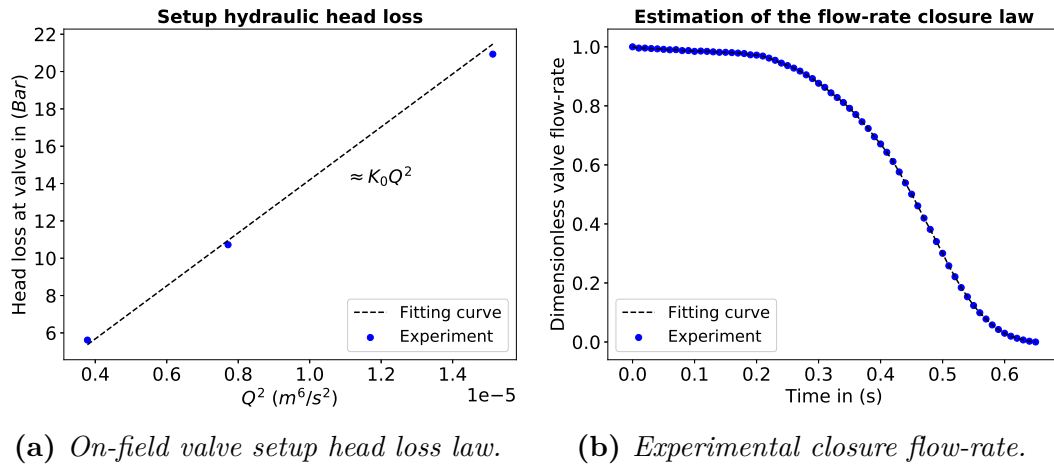 Setup hydraulic head loss
Head loss at valve in (Bar)
22
20
18
16
14
12
10
8
6
≈ K₀Q²
Fitting curve
Experiment
0.4 0.6 0.8 1.0 1.2 1.4
1e−5
Q² (m⁶/s²)
(a) On-field valve setup head loss law.
Estimation of the flow-rate closure law
Dimensionless valve flow-rate
1.0
0.8
0.6
0.4
0.2
0.0
Fitting curve
Experiment
0.0 0.1 0.2 0.3 0.4 0.5 0.6
Time in (s)
(b) Experimental closure flow-rate.